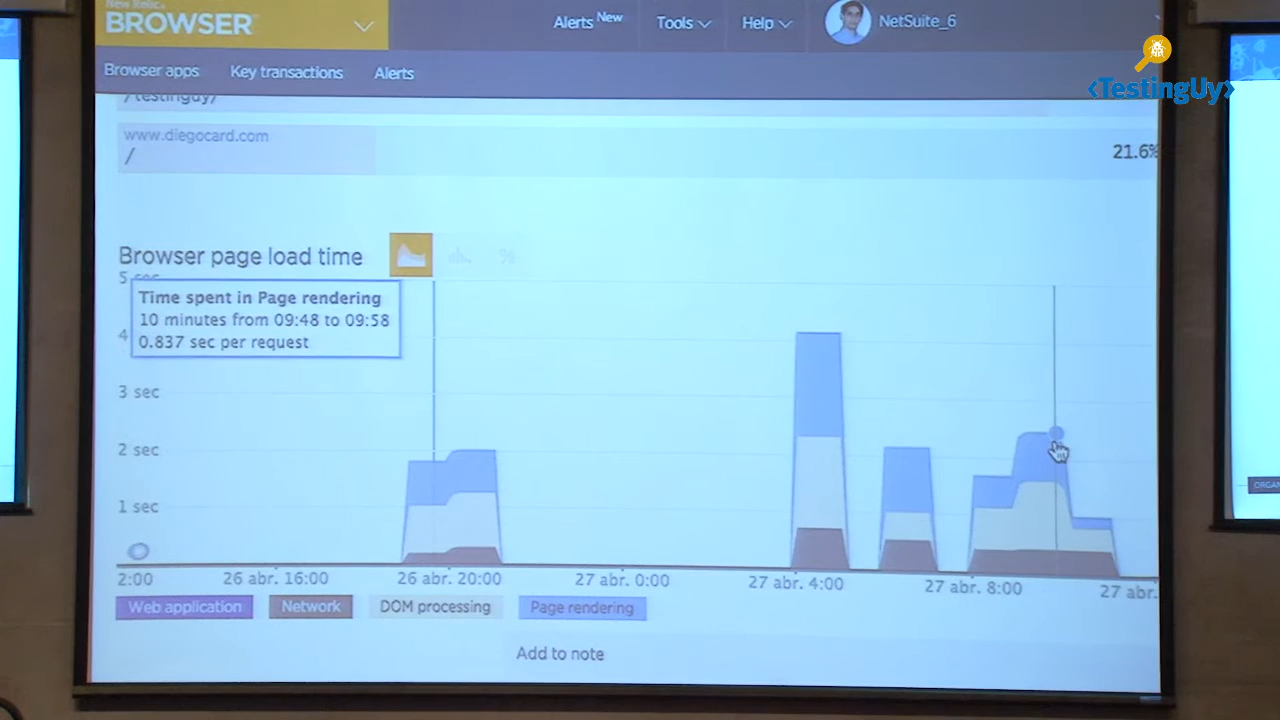 New Relic
BROWSER
Alerts New
Tools
Help
NetSuite_6
<TestingUy>
Browser apps
Key transactions
Alerts
/testinguy/
www.diegocard.com
/
21.6%
Browser page load time
%
5 sec
Time spent in Page rendering
10 minutes from 09:48 to 09:58
0.837 sec per request
4
3 sec
2 sec
1 sec
2:00
26 abr. 16:00
26 abr. 20:00
27 abr. 0:00
27 abr. 4:00
27 abr. 8:00
27 abr.
Web application
Network
DOM processing
Page rendering
Add to note
ORGAN